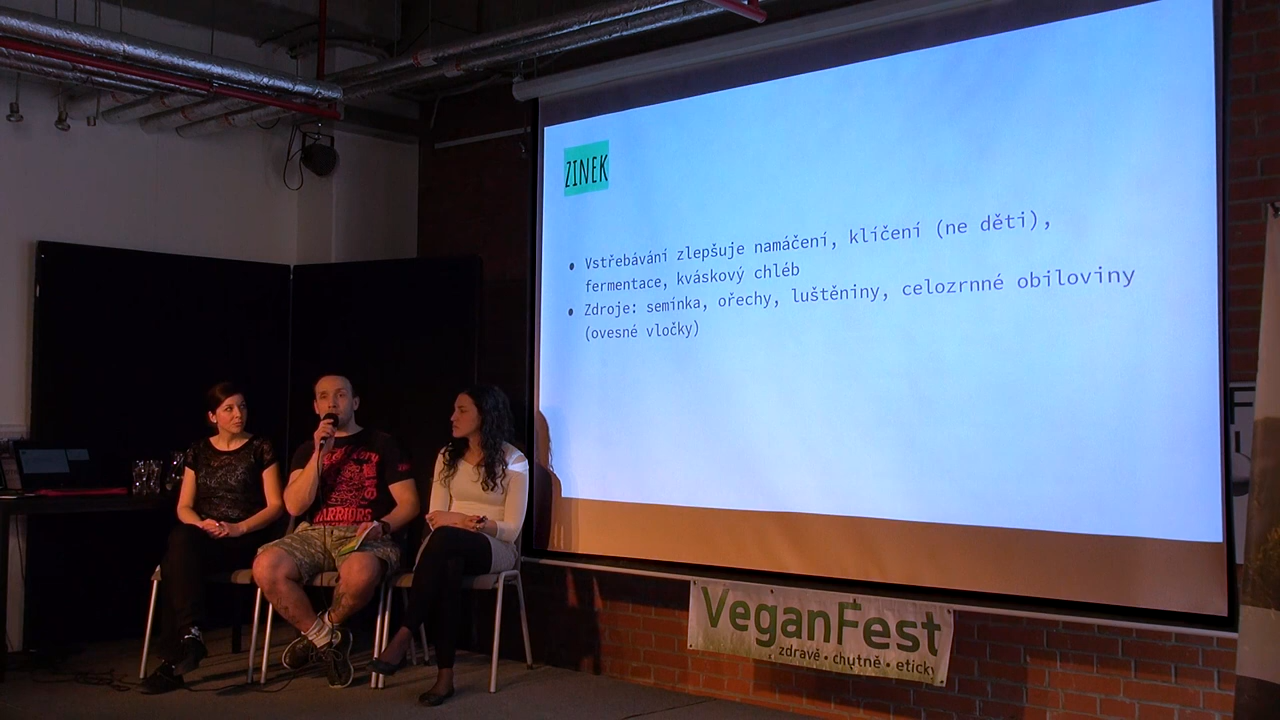 ZINEK
• Vstřebávání zlepšuje namáčení, klíčení (ne děti),
fermentace, kváskový chléb
• Zdroje: semínka, ořechy, luštěniny, celozrnné obiloviny
(ovesné vločky)
WARRIORS
VeganFest
zdravě • chutně • eticky